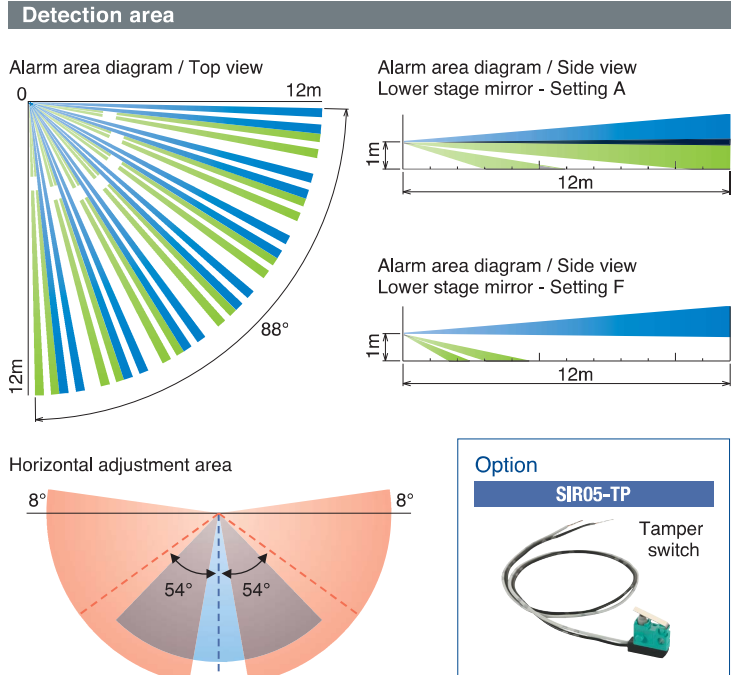 Detection area
Alarm area diagram / Top view
0
12m
12m
88°
Alarm area diagram / Side view
Lower stage mirror - Setting A
1m
12m
Alarm area diagram / Side view
Lower stage mirror - Setting F
1m
12m
Horizontal adjustment area
8°
8°
54°
54°
Option
SIR05-TP
Tamper
switch